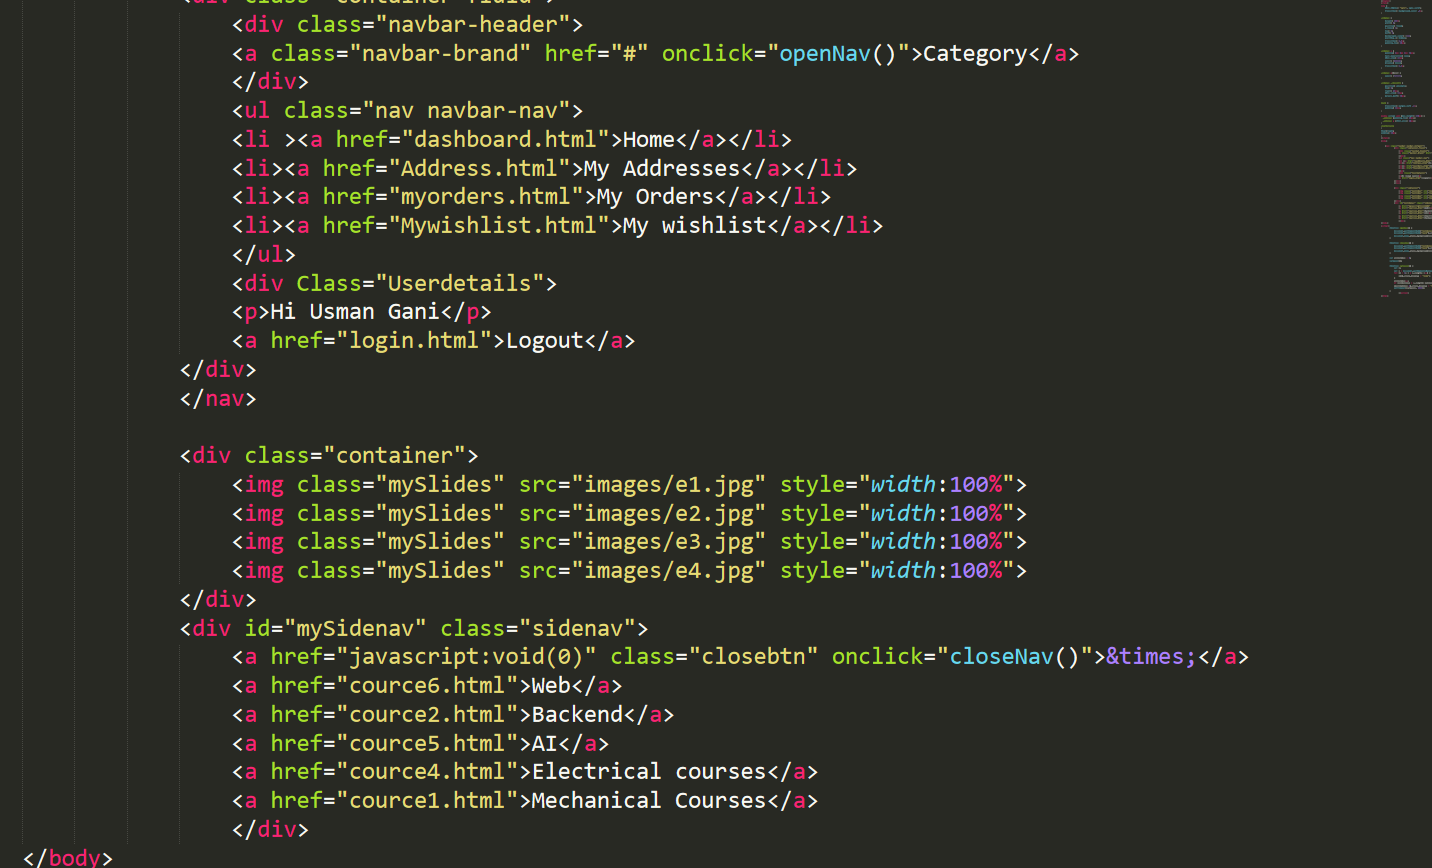 <div class="container-fluid">
<div class="navbar-header">
<a class="navbar-brand" href="#" onclick="openNav()">Category</a>
</div>
<ul class="nav navbar-nav">
<li ><a href="dashboard.html">Home</a></li>
<li><a href="Address.html">My Addresses</a></li>
<li><a href="myorders.html">My Orders</a></li>
<li><a href="Mywishlist.html">My wishlist</a></li>
</ul>
<div Class="Userdetails">
<p>Hi Usman Gani</p>
<a href="login.html">Logout</a>
</div>
</nav>
<div class="container">
<img class="mySlides" src="images/e1.jpg" style="width:100%">
<img class="mySlides" src="images/e2.jpg" style="width:100%">
<img class="mySlides" src="images/e3.jpg" style="width:100%">
<img class="mySlides" src="images/e4.jpg" style="width:100%">
</div>
<div id="mySidenav" class="sidenav">
<a href="javascript:void(0)" class="closebtn" onclick="closeNav()">&times;</a>
<a href="cource6.html">Web</a>
<a href="cource2.html">Backend</a>
<a href="cource5.html">AI</a>
<a href="cource4.html">Electrical courses</a>
<a href="cource1.html">Mechanical Courses</a>
</div>
</body>